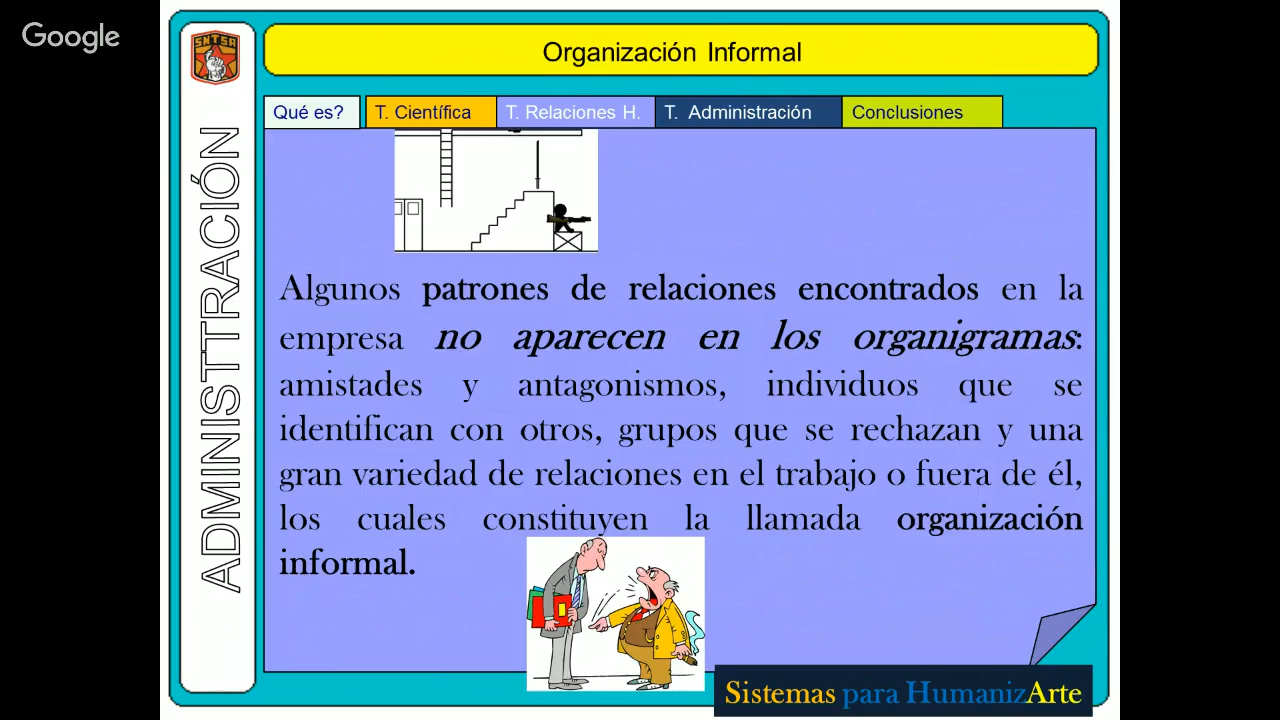 Google
SNTSA
Organización Informal
Qué es?
T. Científica
T. Relaciones H.
T. Administración
Conclusiones
ADMINISTTRACIÓN
Algunos patrones de relaciones encontrados en la
empresa no aparecen en los organigramas:
amistades y antagonismos, individuos que se
identifican con otros, grupos que se rechazan y una
gran variedad de relaciones en el trabajo o fuera de él,
los cuales constituyen la llamada organización
informal.
Sistemas para HumanizArte